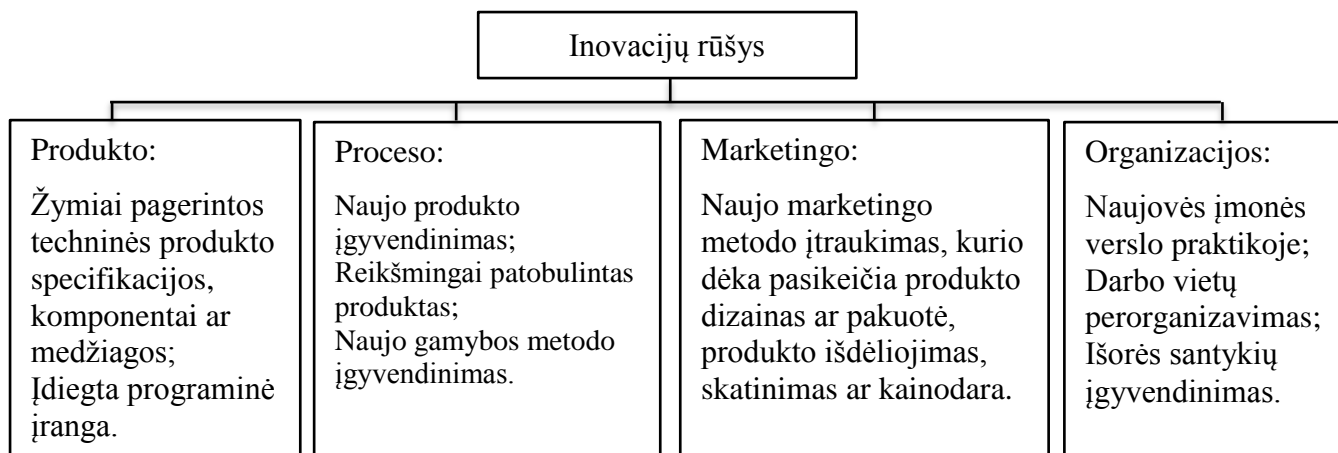 Inovacijų rūšys
Produkto:
Žymiai pagerintos
techninės produkto
specifikacijos,
komponentai ar
medžiagos;
Įdiegta programinė
įranga.
Proceso:
Naujo produkto
įgyvendinimas;
Reikšmingai patobulintas
produktas;
Naujo gamybos metodo
įgyvendinimas.
Marketingo:
Naujo marketingo
metodo įtraukimas, kurio
dėka pasikeičia produkto
dizainas ar pakuotė,
produkto išdėliojimas,
skatinimas ar kainodara.
Organizacijos:
Naujovės įmonės
verslo praktikoje;
Darbo vietų
perorganizavimas;
Išorės santykių
įgyvendinimas.